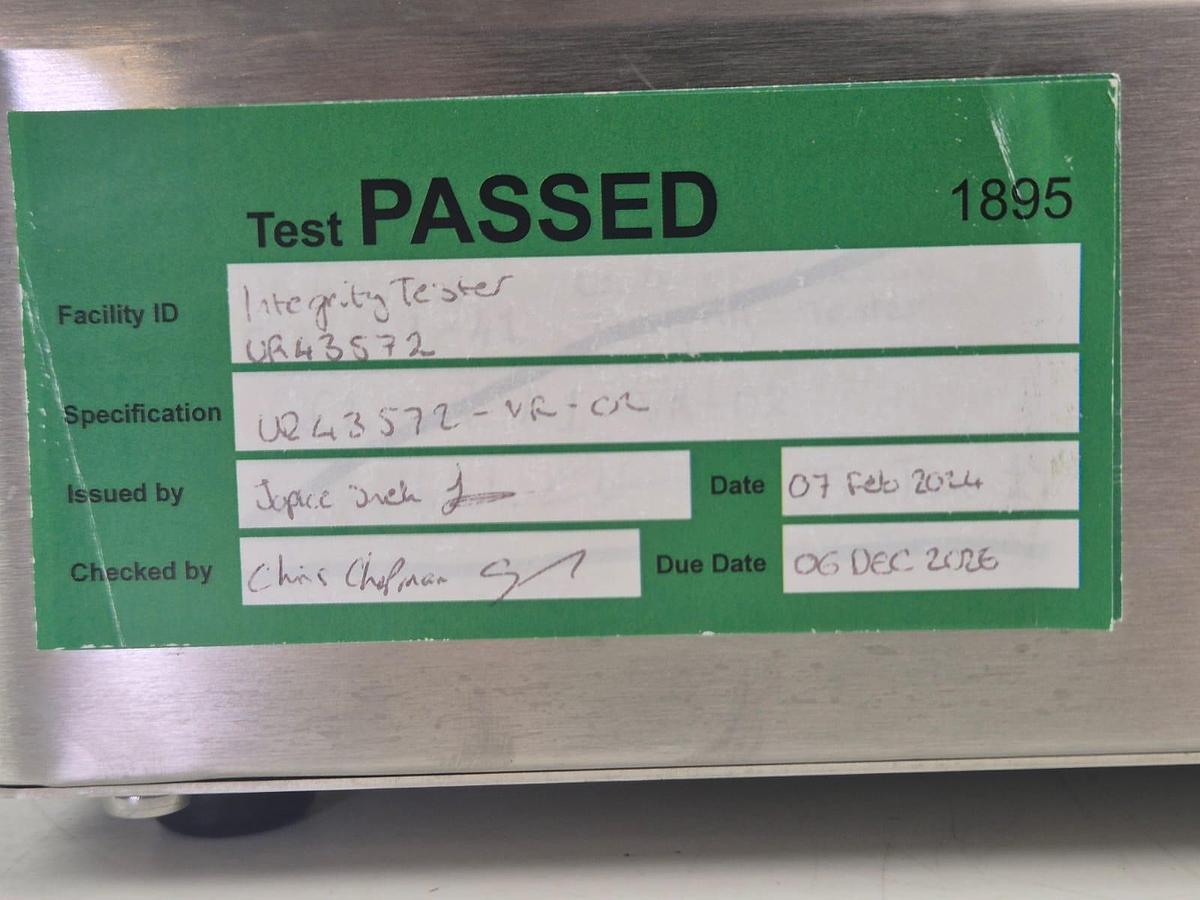 Test PASSED 1895
Facility ID Integrity Tester
UR43572
Specification UR43572-VR-OR
Issued by
Date 07 Feb 2024
Checked by Chris Chapman
Due Date 06 DEC 2026